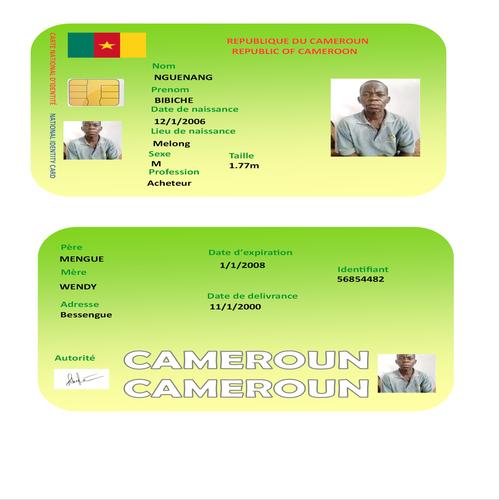 CARTE NATIONAL D'IDENTITE
NATIONAL IDENTITY CARD
REPUBLIQUE DU CAMEROUN
REPUBLIC OF CAMEROON
Nom
NGUENANG
Prenom
BIBICHE
Date de naissance
12/1/2006
Lieu de naissance
Melong
Sexe
M
Taille
1.77m
Profession
Acheteur
Père
MENGUE
Mère
WENDY
Adresse
Bessengue
Date d'expiration
1/1/2008
Date de delivrance
11/1/2000
Identifiant
56854482
Autorité
CAMEROUN
CAMEROUN